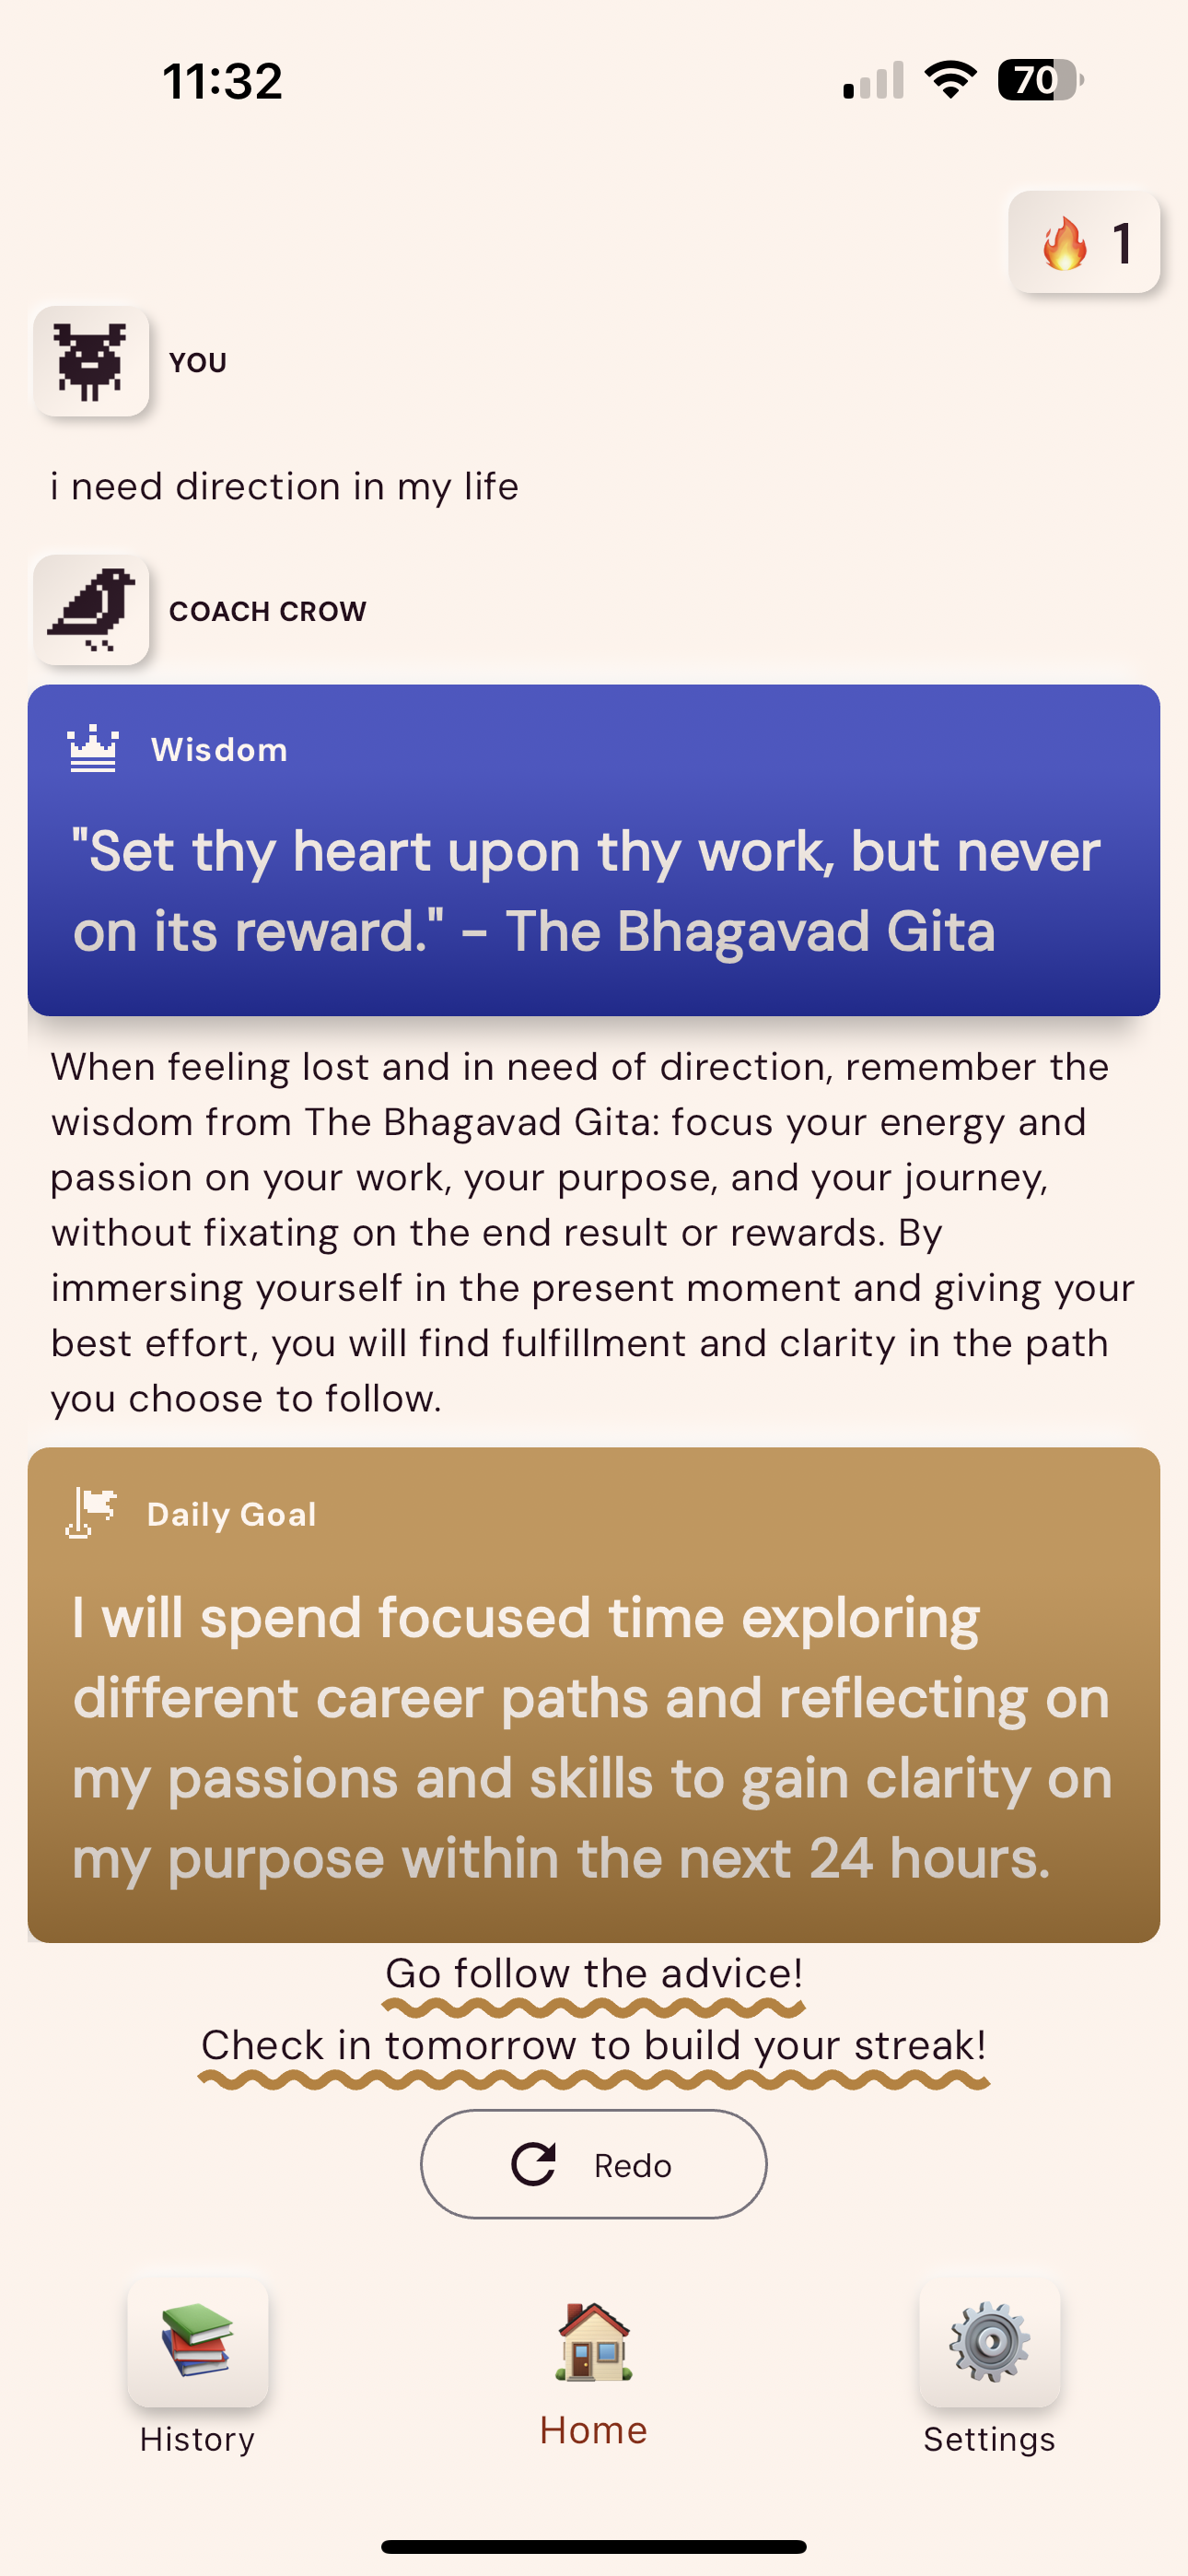 11:32
70
1
YOU
i need direction in my life
COACH CROW
Wisdom
"Set thy heart upon thy work, but never
on its reward." - The Bhagavad Gita
When feeling lost and in need of direction, remember the
wisdom from The Bhagavad Gita: focus your energy and
passion on your work, your purpose, and your journey,
without fixating on the end result or rewards. By
immersing yourself in the present moment and giving your
best effort, you will find fulfillment and clarity in the path
you choose to follow.
Daily Goal
I will spend focused time exploring
different career paths and reflecting on
my passions and skills to gain clarity on
my purpose within the next 24 hours.
Go follow the advice!
Check in tomorrow to build your streak!
Redo
History
Home
Settings